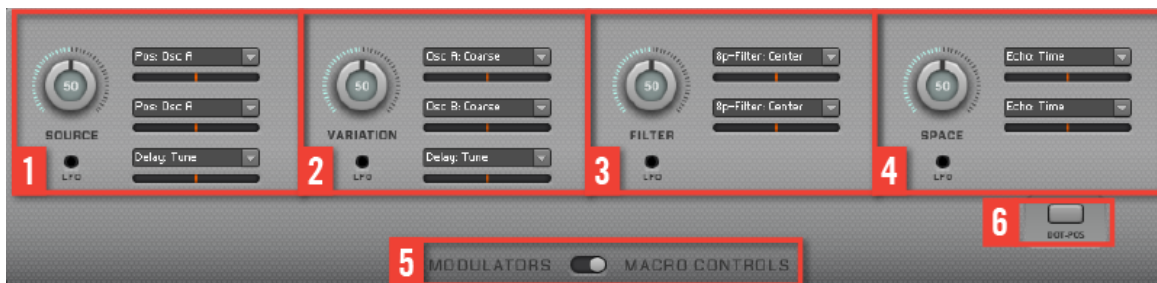 50
Pos: Osc A
Pos: Osc A
Delay: Tune
SOURCE
LFO
1
50
Osc A: Coarse
Osc B: Coarse
Delay: Tune
VARIATION
LFO
2
50
8p-Filter: Center
8p-Filter: Center
FILTER
LFO
3
50
Echo: Time
Echo: Time
SPACE
LFO
4
6
DOT-POS
5
MODULATORS MACRO CONTROLS